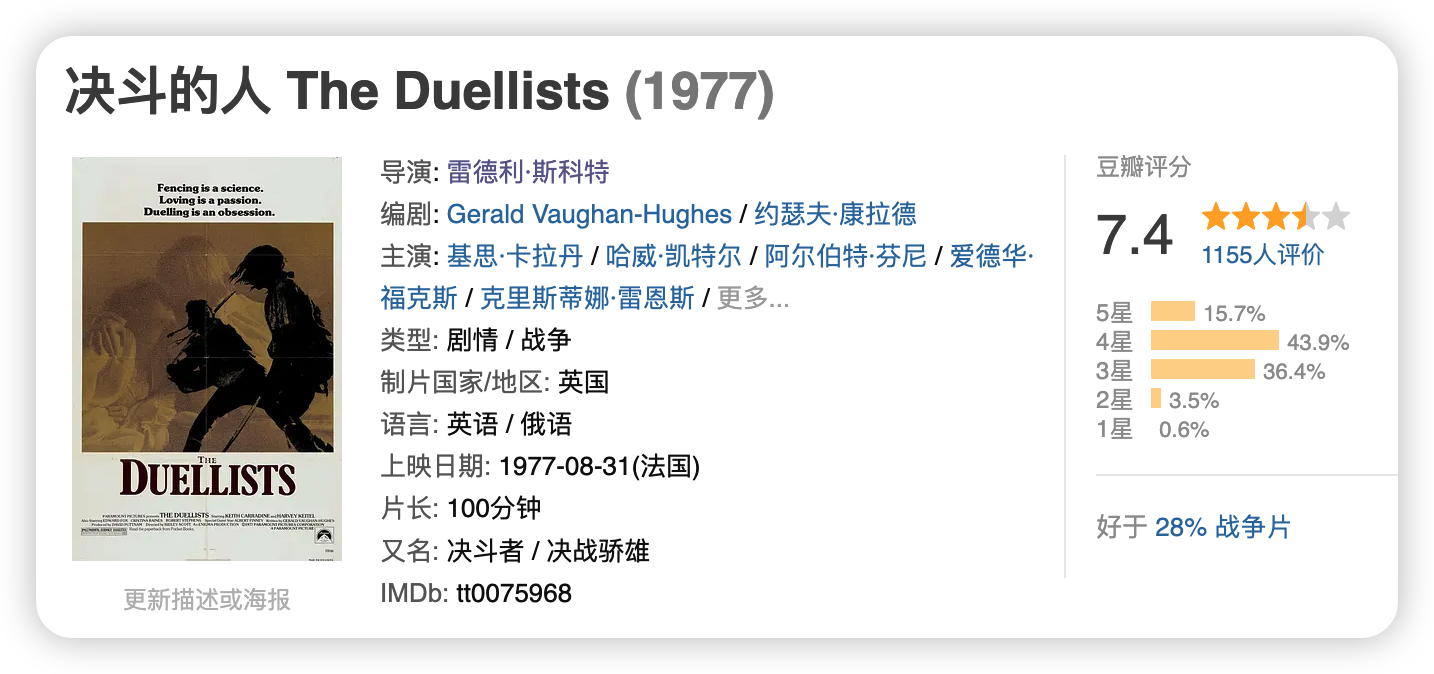 决斗的人 The Duellists (1977)
Fencing is a science.
Loving is a passion.
Duelling is an obsession.
THE
DUELLISTS
更新描述或海报
导演: 雷德利·斯科特
编剧: Gerald Vaughan-Hughes / 约瑟夫·康拉德
主演: 基思·卡拉丹 / 哈威·凯特尔 / 阿尔伯特·芬尼 / 爱德华·
福克斯 / 克里斯蒂娜·雷恩斯 / 更多...
类型: 剧情 / 战争
制片国家/地区: 英国
语言: 英语 / 俄语
上映日期: 1977-08-31(法国)
片长: 100分钟
又名: 决斗者 / 决战骄雄
IMDb: tt0075968
豆瓣评分
7.4
1155人评价
5星 15.7%
4星 43.9%
3星 36.4%
2星 3.5%
1星 0.6%
好于 28% 战争片